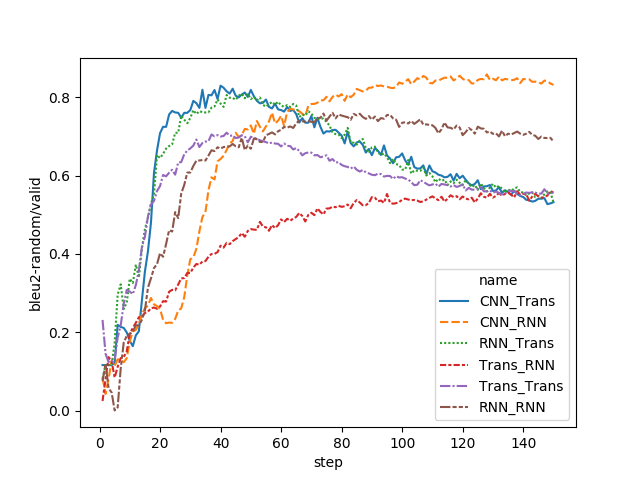 bleu2-random/valid
0.8
0.6
0.4
0.2
0.0
0 20 40 60 80 100 120 140
step
name
CNN_Trans
CNN_RNN
RNN_Trans
Trans_RNN
Trans_Trans
RNN_RNN